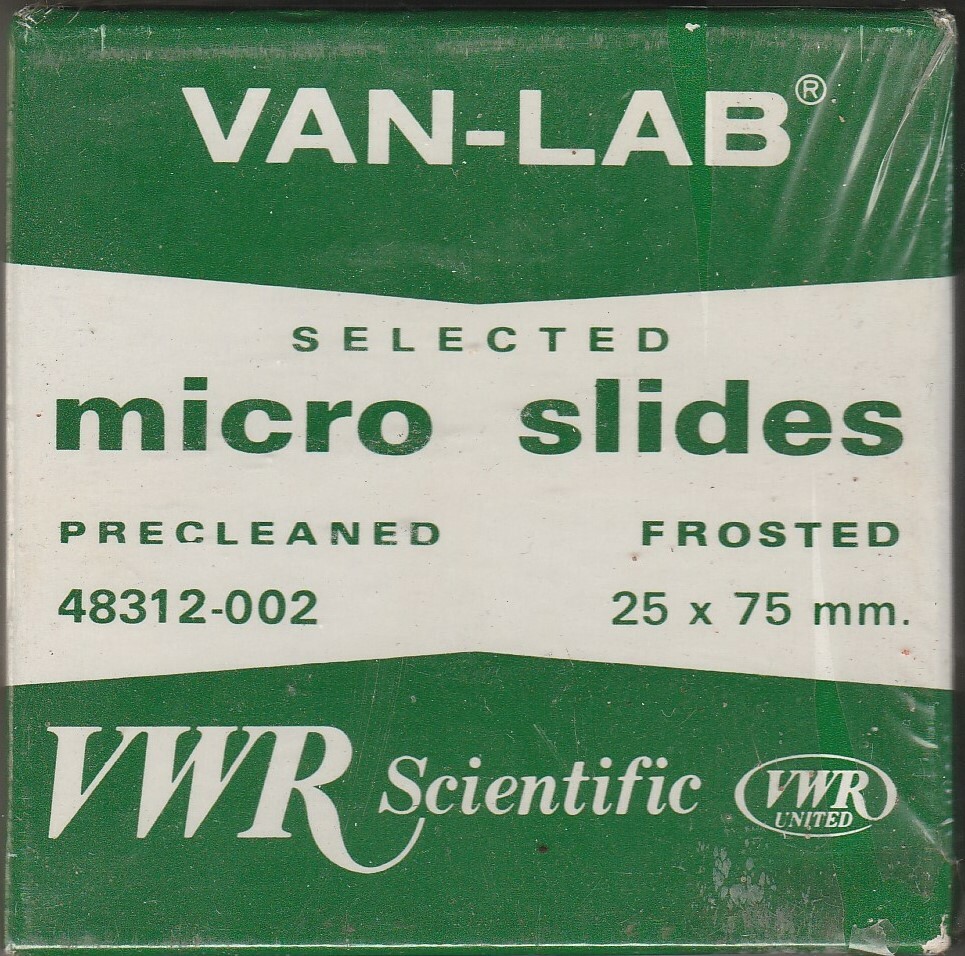 VAN-LAB®
SELECTED
micro slides
PRECLEANED FROSTED
48312-002 25 x 75 mm.
VWR Scientific VWR UNITED